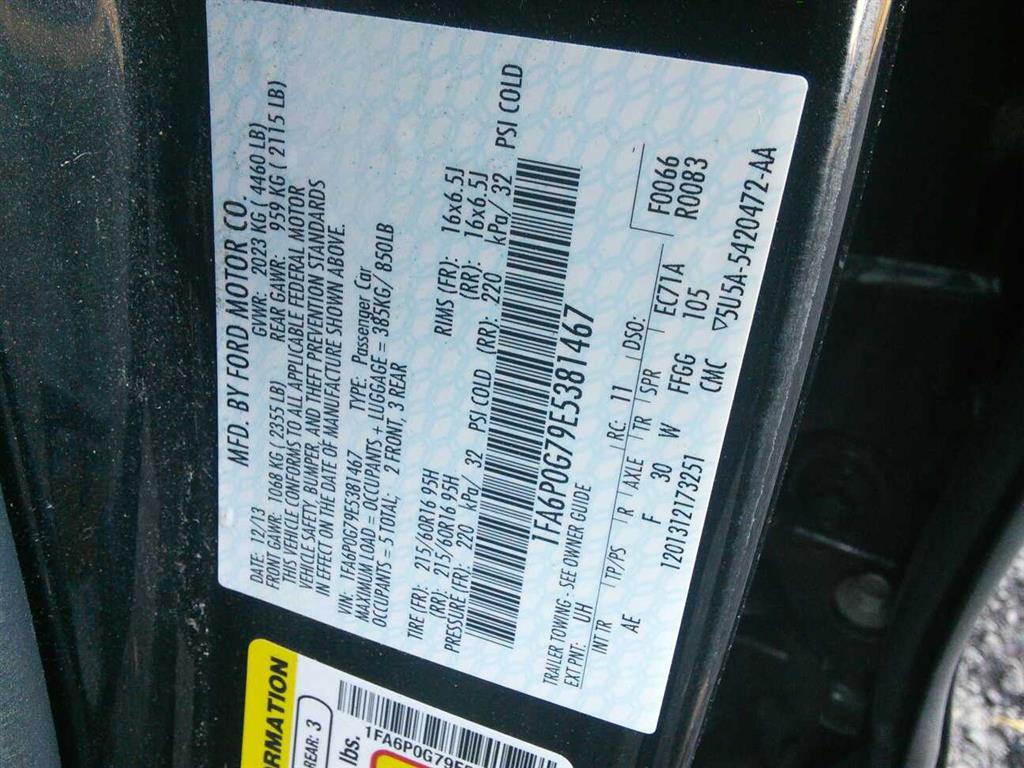 MFD. BY FORD MOTOR CO.
DATE: 12/13 GVWR: 2023 KG ( 4460 LB)
FRONT GAWR: 1068 KG ( 2355 LB) REAR GAWR: 959 KG ( 2115 LB)
THIS VEHICLE CONFORMS TO ALL APPLICABLE FEDERAL MOTOR
VEHICLE SAFETY, BUMPER, AND THEFT PREVENTION STANDARDS
IN EFFECT ON THE DATE OF MANUFACTURE SHOWN ABOVE.
VIN: 1FA6P0G79E5381467 TYPE: Passenger Car
MAXIMUM LOAD = OCCUPANTS + LUGGAGE = 385KG/ 850LB
OCCUPANTS = 5 TOTAL: 2 FRONT, 3 REAR
TIRE (FR): 215/60R16 95H RIMS (FR): 16x6.5J
(RR): 215/60R16 95H (RR): 16x6.5J
PRESSURE (FR): 220 kPa/ 32 PSI COLD (RR): 220 kPa/ 32 PSI COLD
1FA6P0G79E5381467
TRAILER TOWING - SEE OWNER GUIDE
EXT PNT: UH RC: 11 DSO: F0066
R0083
INT TR TP/PS R AXLE TR SPR EC71A
AE F 30 W FFGG 105
1201312173251 CMC ▽5U5A-5420472-AA
ORMATION
REAR: 3
lbs.
1FA6P0G79E5